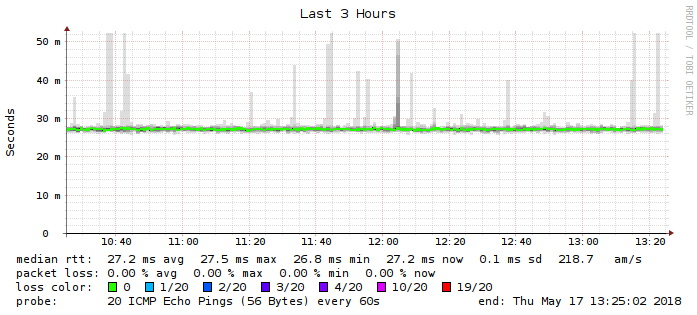 Last 3 Hours
RRDTOOL / TOBI OETIKER
Seconds
50 m
40 m
30 m
20 m
10 m
0
10:40 11:00 11:20 11:40 12:00 12:20 12:40 13:00 13:20
median rtt: 27.2 ms avg 27.5 ms max 26.8 ms min 27.2 ms now 0.1 ms sd 218.7 am/s
packet loss: 0.00 % avg 0.00 % max 0.00 % min 0.00 % now
loss color: 0 1/20 2/20 3/20 4/20 10/20 19/20
probe: 20 ICMP Echo Pings (56 Bytes) every 60s end: Thu May 17 13:25:02 2018